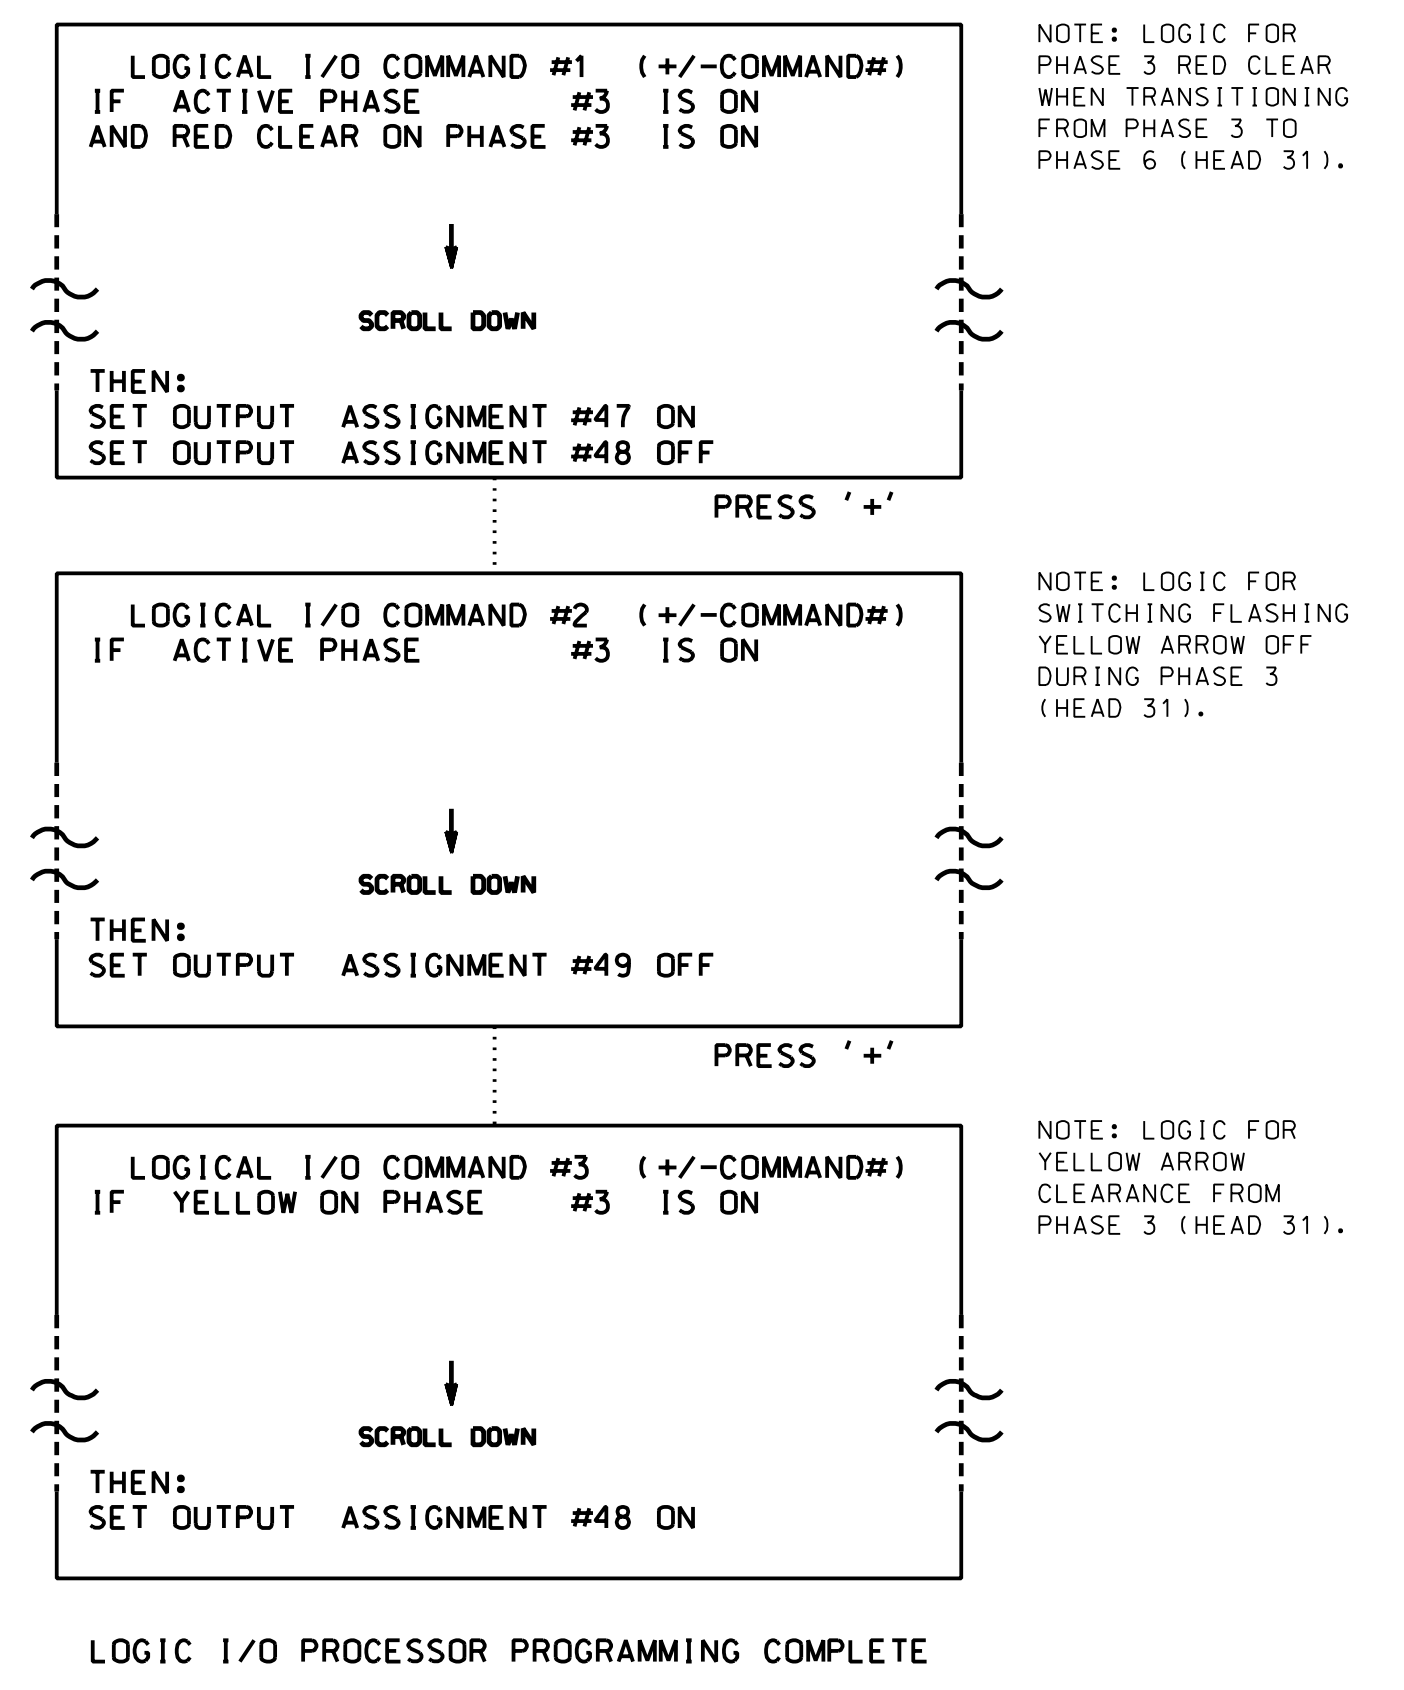 LOGICAL I/O COMMAND #1 (+/-COMMAND#)
IF ACTIVE PHASE #3 IS ON
AND RED CLEAR ON PHASE #3 IS ON
SCROLL DOWN
THEN:
SET OUTPUT ASSIGNMENT #47 ON
SET OUTPUT ASSIGNMENT #48 OFF
PRESS '+'
NOTE: LOGIC FOR
PHASE 3 RED CLEAR
WHEN TRANSITIONING
FROM PHASE 3 TO
PHASE 6 (HEAD 31).
LOGICAL I/O COMMAND #2 (+/-COMMAND#)
IF ACTIVE PHASE #3 IS ON
SCROLL DOWN
THEN:
SET OUTPUT ASSIGNMENT #49 OFF
PRESS '+'
NOTE: LOGIC FOR
SWITCHING FLASHING
YELLOW ARROW OFF
DURING PHASE 3
(HEAD 31).
LOGICAL I/O COMMAND #3 (+/-COMMAND#)
IF YELLOW ON PHASE #3 IS ON
SCROLL DOWN
THEN:
SET OUTPUT ASSIGNMENT #48 ON
NOTE: LOGIC FOR
YELLOW ARROW
CLEARANCE FROM
PHASE 3 (HEAD 31).
LOGIC I/O PROCESSOR PROGRAMMING COMPLETE